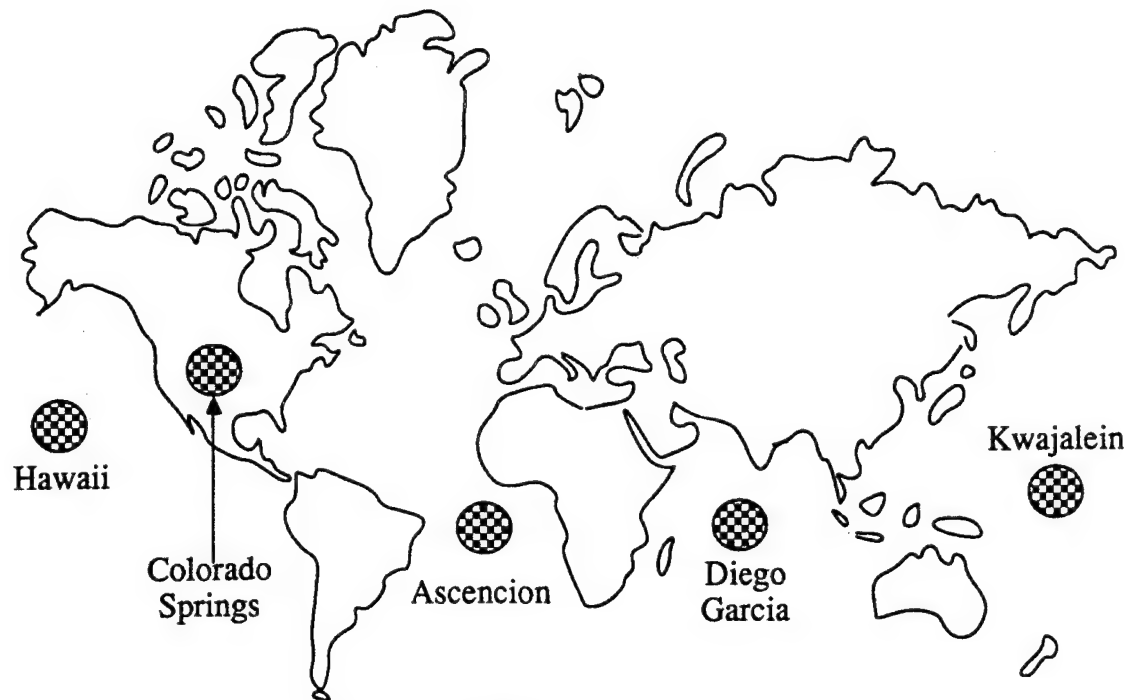 Hawaii
Colorado
Springs
Ascencion
Diego
Garcia
Kwajalein